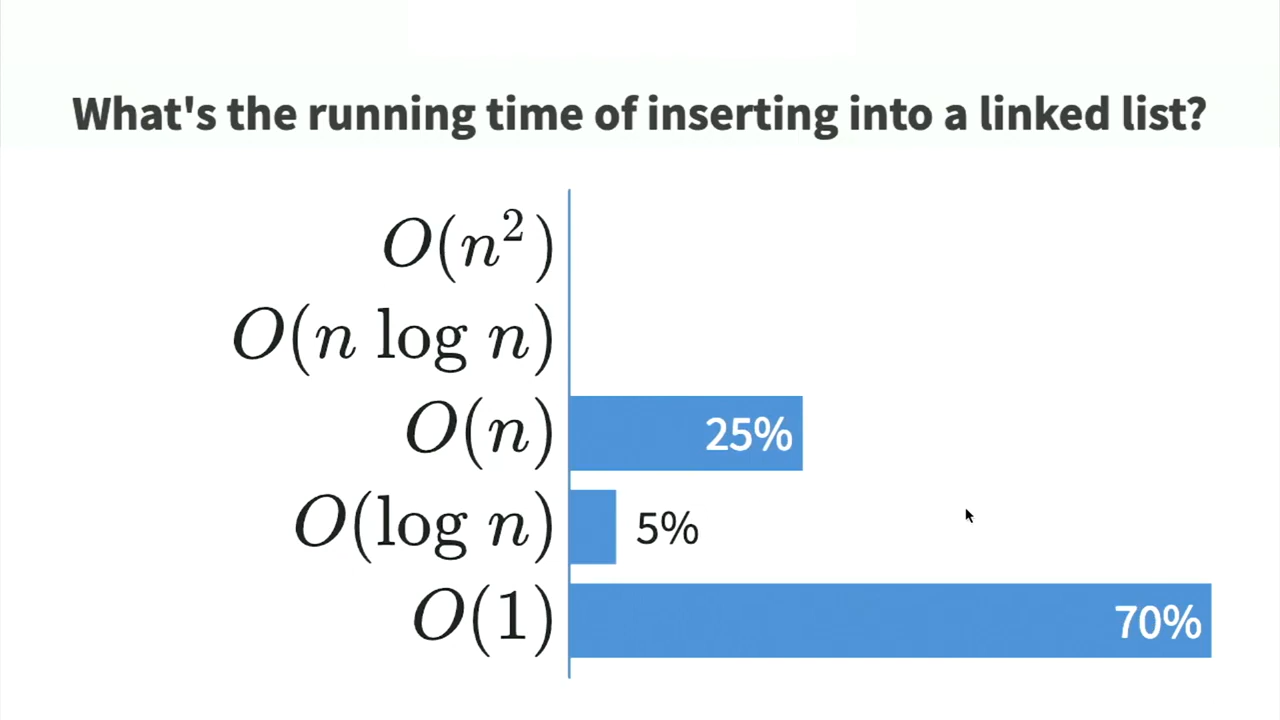 What's the running time of inserting into a linked list?
O(n²)
O(n log n)
O(n) 25%
O(log n) 5%
O(1) 70%